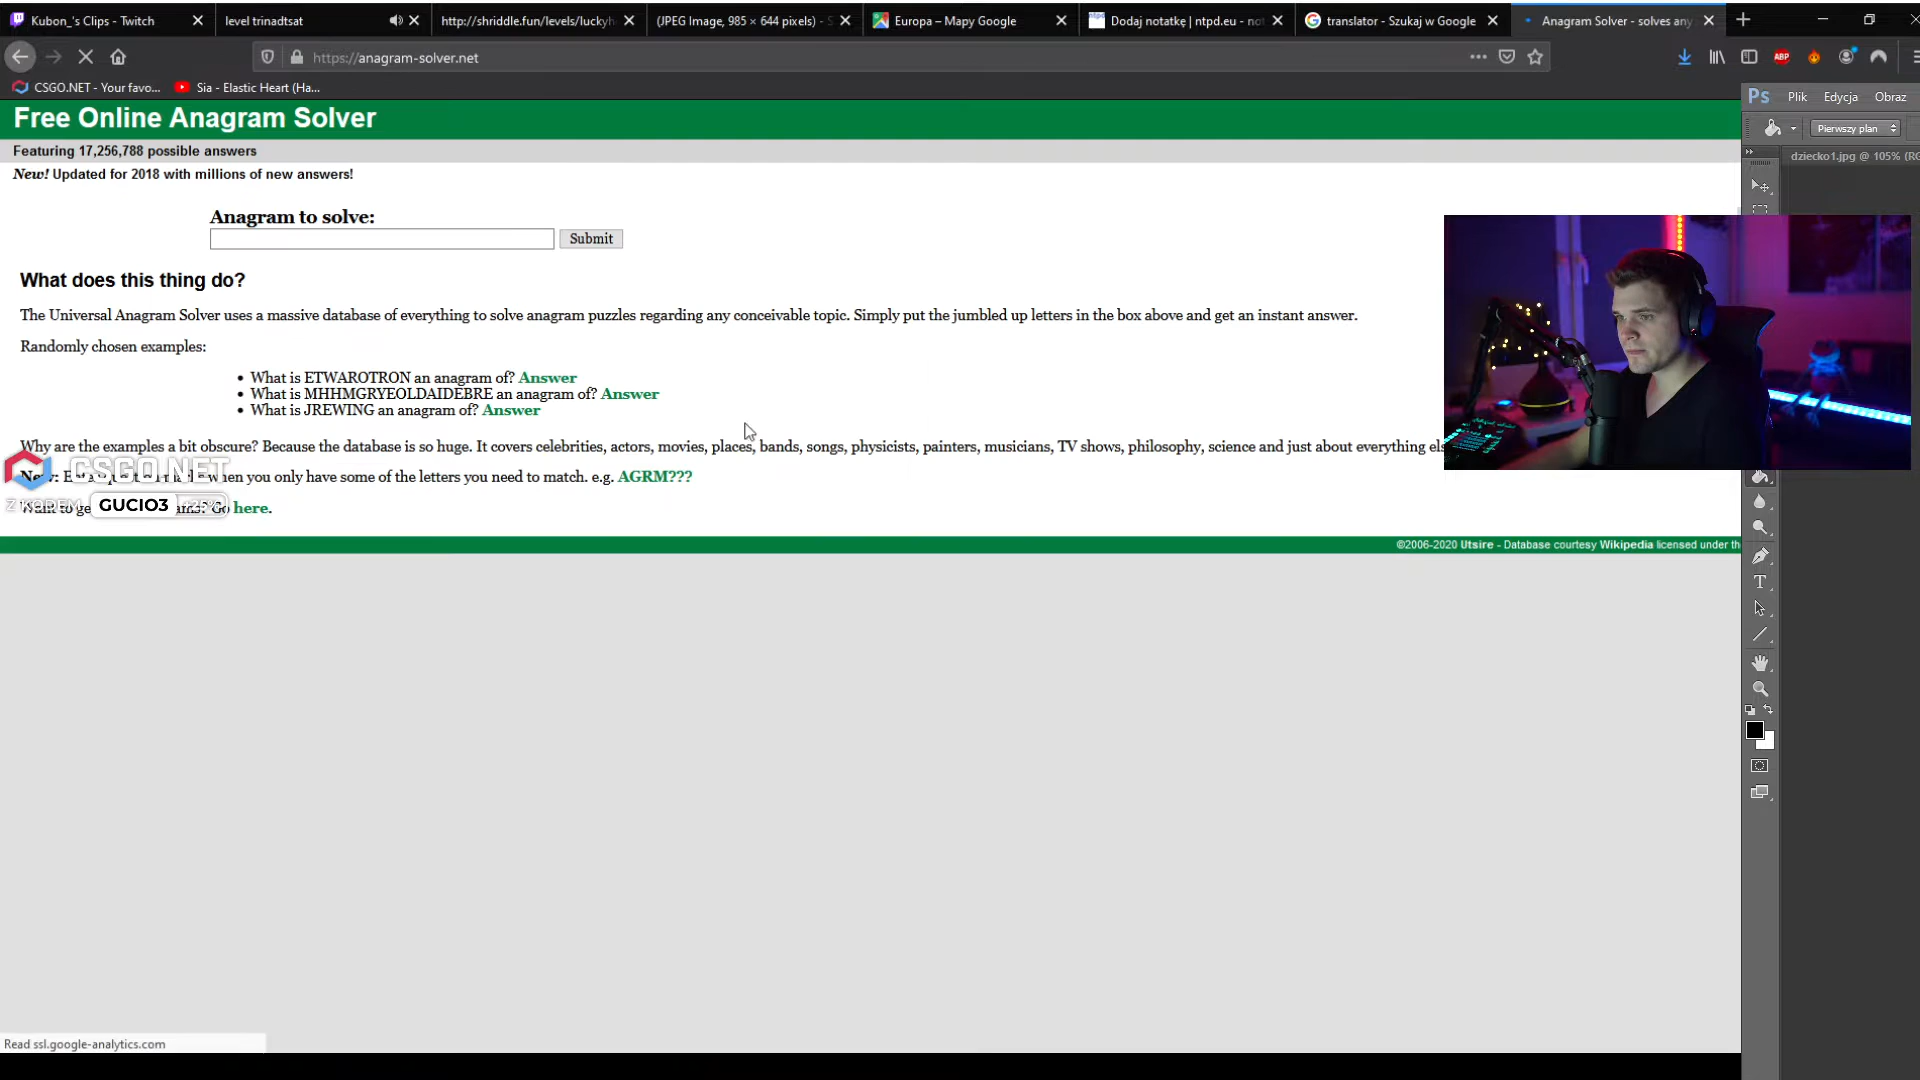 Kubon_'s Clips - Twitch
level trinadtsat
http://shriddle.fun/levels/luckyh
(JPEG Image, 985 × 644 pixels) - S
Europa – Mapy Google
Dodaj notatkę | ntpd.eu - no
translator - Szukaj w Google
Anagram Solver - solves any
https://anagram-solver.net
ABP
CSGO.NET - Your favo...
Sia - Elastic Heart (Ha...
Ps Plik Edycja Obraz
Pierwszy plan
dziecko1.jpg @ 105% (RG
Free Online Anagram Solver
Featuring 17,256,788 possible answers
New! Updated for 2018 with millions of new answers!
Anagram to solve:
Submit
What does this thing do?
The Universal Anagram Solver uses a massive database of everything to solve anagram puzzles regarding any conceivable topic. Simply put the jumbled up letters in the box above and get an instant answer.
Randomly chosen examples:
• What is ETWAROTRON an anagram of? Answer
• What is MHHMGRYEOLDAIDEBRE an anagram of? Answer
• What is JREWING an anagram of? Answer
Why are the examples a bit obscure? Because the database is so huge. It covers celebrities, actors, movies, places, bands, songs, physicists, painters, musicians, TV shows, philosophy, science and just about everything els
CSGO.NET
when you only have some of the letters you need to match. e.g. AGRM???
Z KODEM GUCIO3
Go here.
©2006-2020 Utsire - Database courtesy Wikipedia licensed under th
Read ssl.google-analytics.com